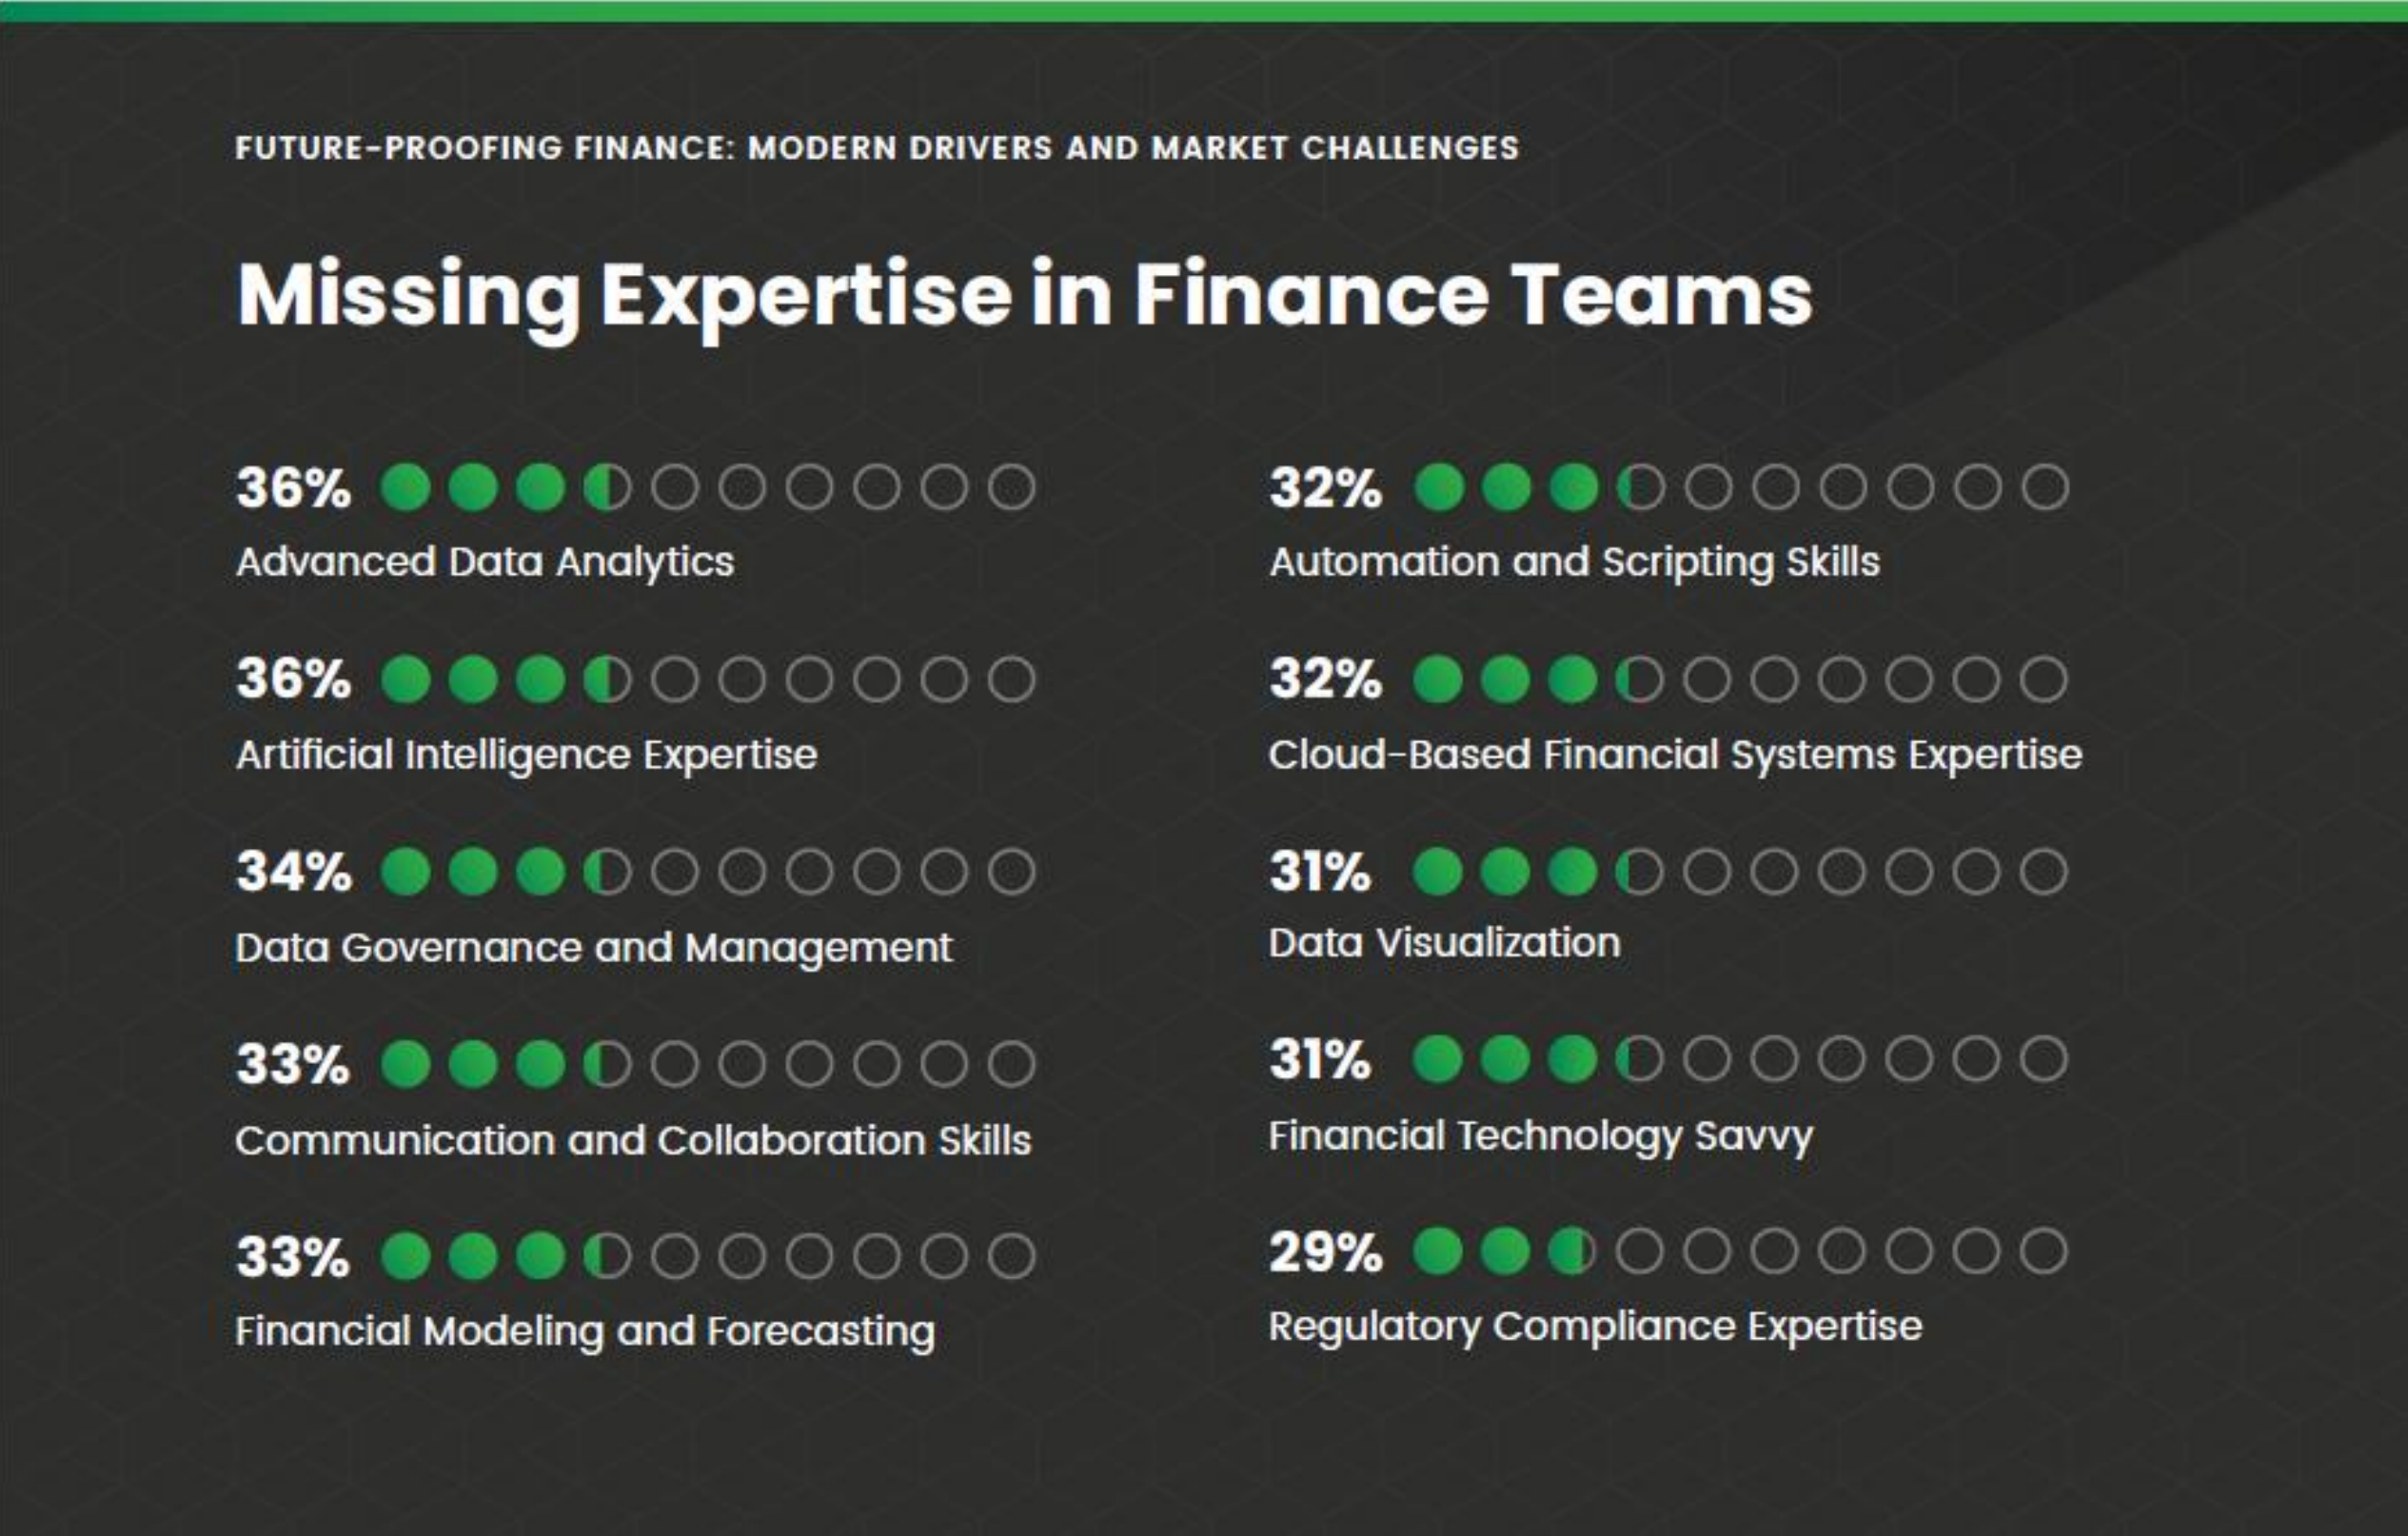 FUTURE-PROOFING FINANCE: MODERN DRIVERS AND MARKET CHALLENGES
Missing Expertise in Finance Teams
36%
Advanced Data Analytics
36%
Artificial Intelligence Expertise
34%
Data Governance and Management
33%
Communication and Collaboration Skills
33%
Financial Modeling and Forecasting
32%
Automation and Scripting Skills
32%
Cloud-Based Financial Systems Expertise
31%
Data Visualization
31%
Financial Technology Savvy
29%
Regulatory Compliance Expertise